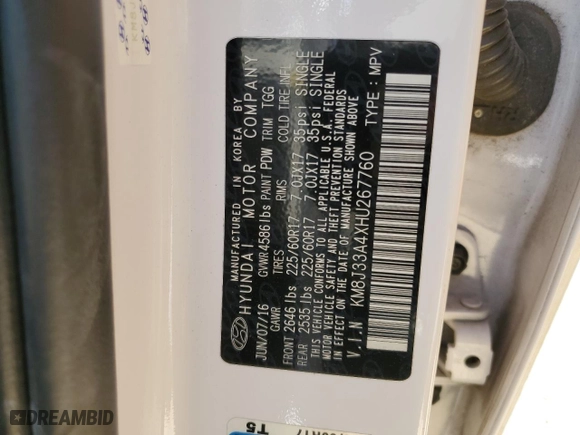 MANUFACTURED IN KOREA BY
HYUNDAI MOTOR COMPANY
JUN/07/16 GVWR 4586 lbs PAINT PDW TRIM TGG
GAWR TIRES RIMS COLD TIRE INFL
FRONT 2646 lbs 225/60R17 7.0JX17 35psi SINGLE
REAR 2535 lbs 225/60R17 7.0JX17 35psi SINGLE
THIS VEHICLE CONFORMS TO ALL APPLICABLE U.S.A. FEDERAL
MOTOR VEHICLE SAFETY AND THEFT PREVENTION STANDARDS
IN EFFECT ON THE DATE OF MANUFACTURE SHOWN ABOVE
V.I.N KM8J33A4XHU267760 TYPE : MPV
T5
DREAMBID